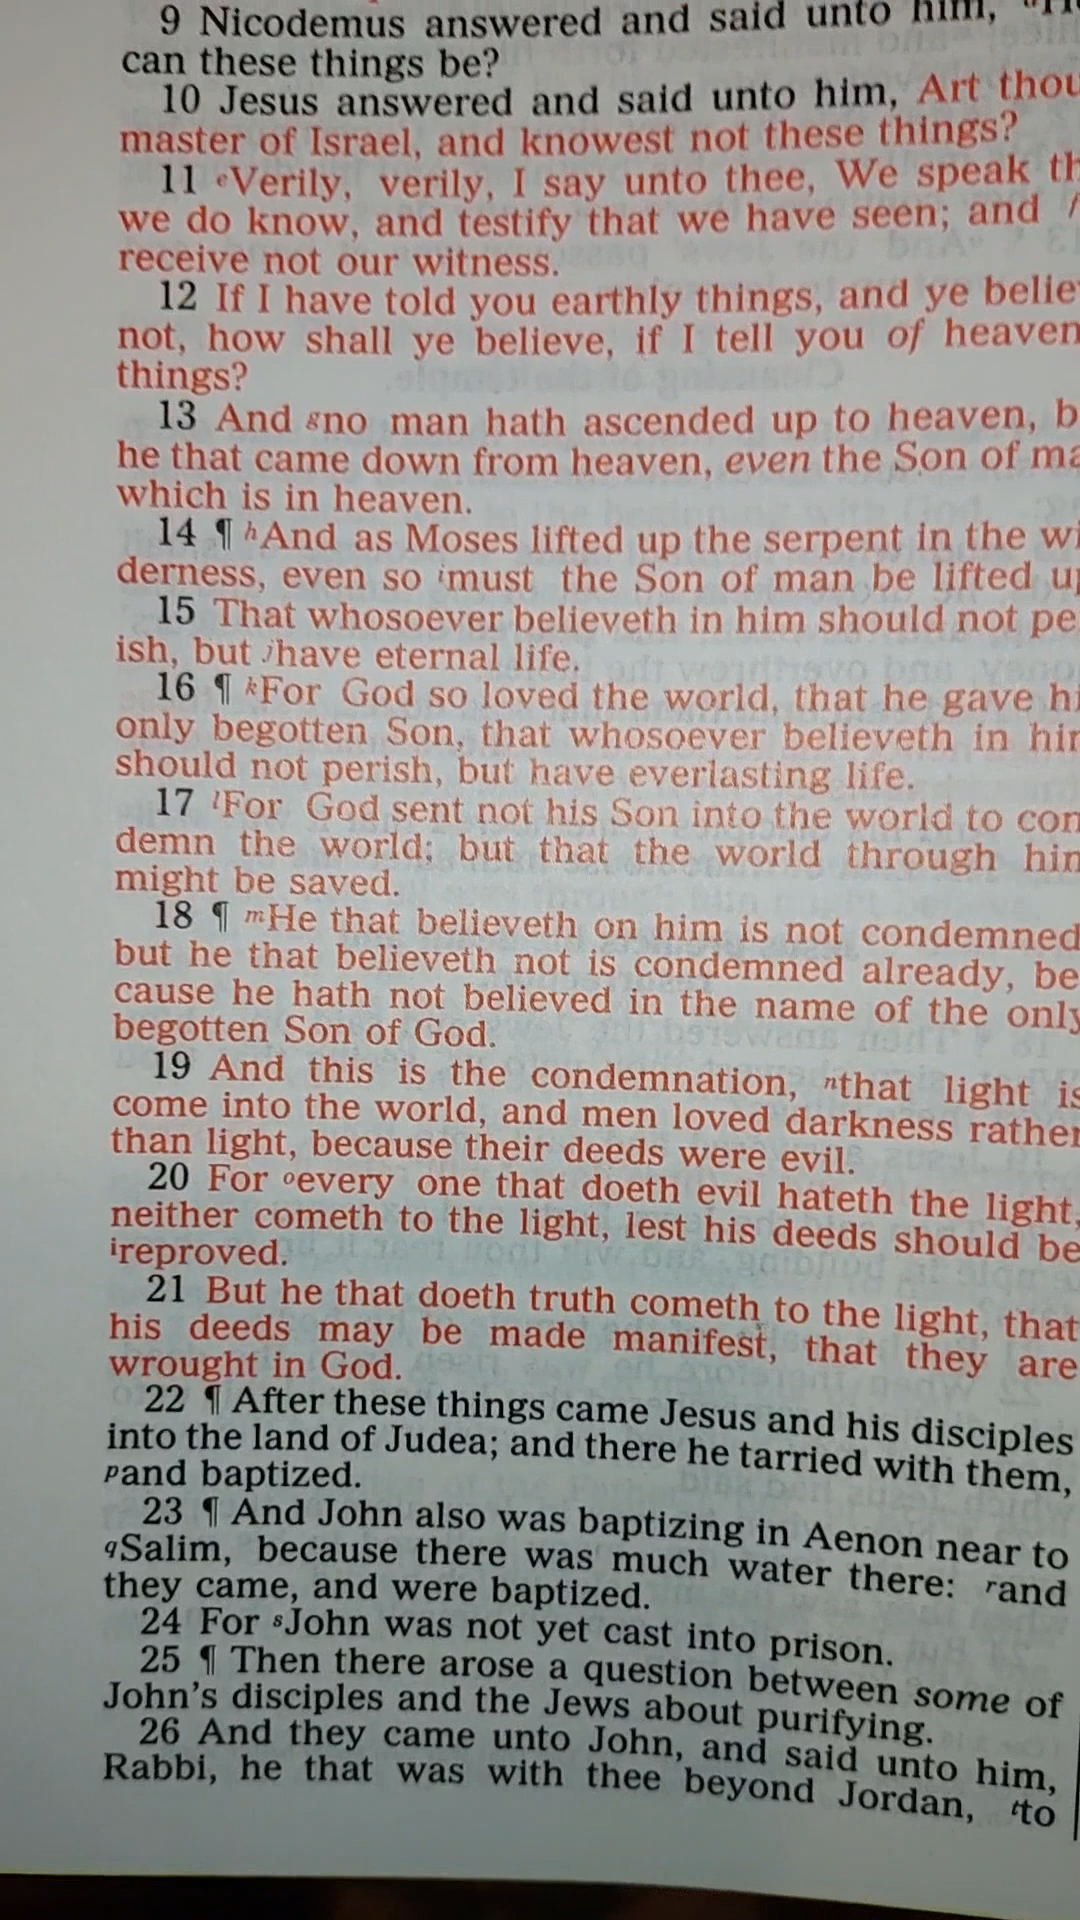 9 Nicodemus answered and said unto him,
can these things be?
10 Jesus answered and said unto him, Art thou
master of Israel, and knowest not these things?
11 eVerily, verily, I say unto thee, We speak th
we do know, and testify that we have seen; and
receive not our witness.
12 If I have told you earthly things, and ye belie
not, how shall ye believe, if I tell you of heaven
things?
13 And gno man hath ascended up to heaven, b
he that came down from heaven, even the Son of ma
which is in heaven.
14 ¶ hAnd as Moses lifted up the serpent in the wi
derness, even so imust the Son of man be lifted up
15 That whosoever believeth in him should not pe
ish, but jhave eternal life.
16 ¶ kFor God so loved the world, that he gave hi
only begotten Son, that whosoever believeth in him
should not perish, but have everlasting life.
17 lFor God sent not his Son into the world to con
demn the world; but that the world through him
might be saved.
18 ¶ mHe that believeth on him is not condemned
but he that believeth not is condemned already, be
cause he hath not believed in the name of the only
begotten Son of God.
19 And this is the condemnation, nthat light is
come into the world, and men loved darkness rather
than light, because their deeds were evil.
20 For oevery one that doeth evil hateth the light,
neither cometh to the light, lest his deeds should be
ireproved.
21 But he that doeth truth cometh to the light, that
his deeds may be made manifest, that they are
wrought in God.
22 ¶ After these things came Jesus and his disciples
into the land of Judea; and there he tarried with them,
pand baptized.
23 ¶ And John also was baptizing in Aenon near to
qSalim, because there was much water there: rand
they came, and were baptized.
24 For sJohn was not yet cast into prison.
25 ¶ Then there arose a question between some of
John's disciples and the Jews about purifying.
26 And they came unto John, and said unto him,
Rabbi, he that was with thee beyond Jordan, tto